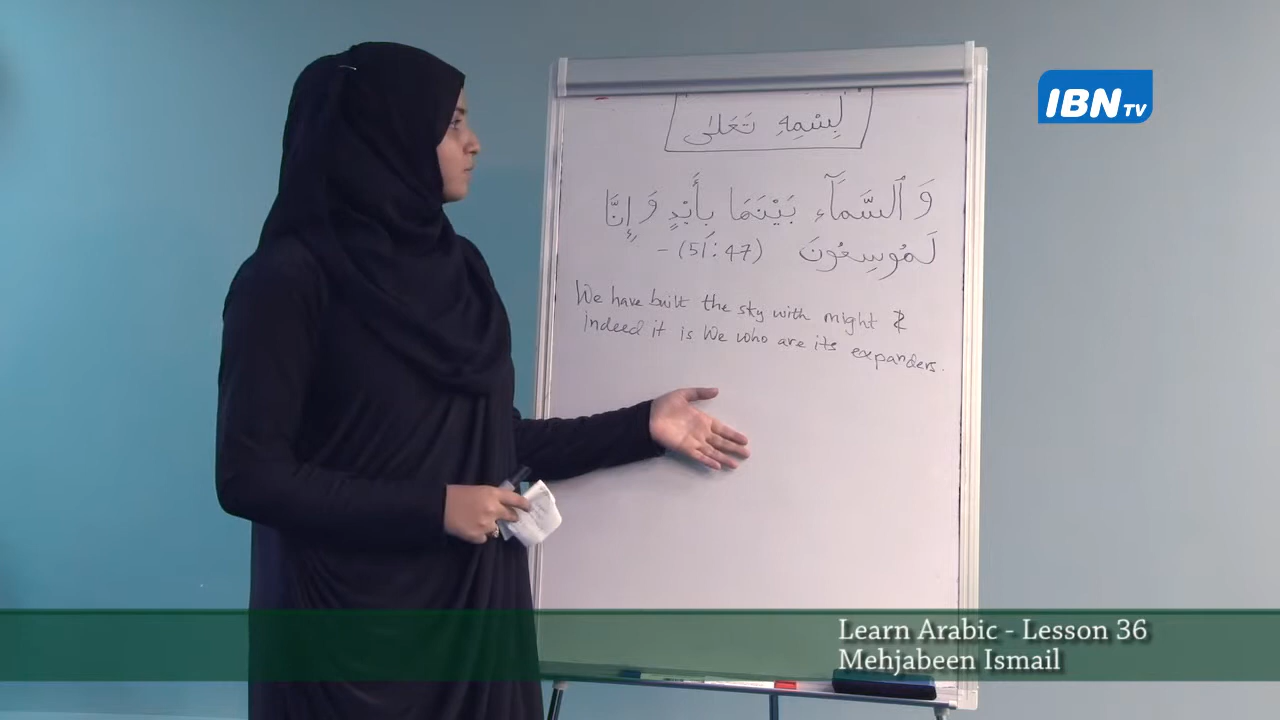 بِسْمِهِ تَعَلىٰ
وَ ٱلسَّمَآءَ بَيْنَمَا بِأَيْدٍ وَ إِنَّا
لَمُوسِعُونَ (51:47) -
We have built the sky with might &
indeed it is We who are its expanders.
IBN TV
Learn Arabic - Lesson 36
Mehjabeen Ismail